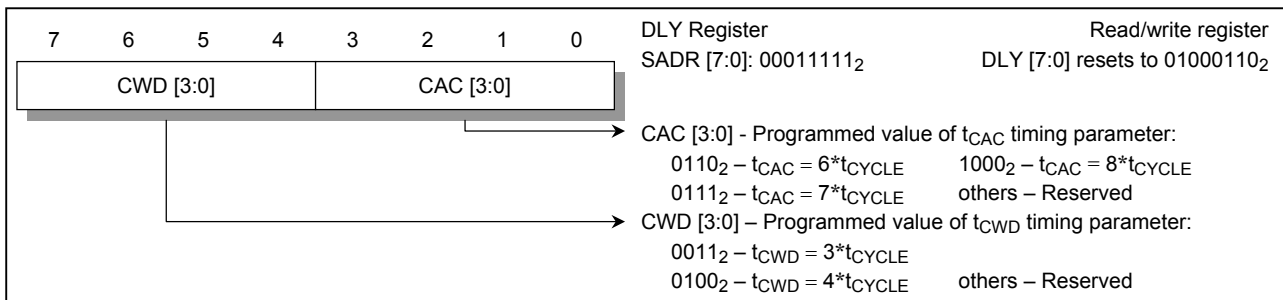 7 6 5 4 3 2 1 0
CWD [3:0] CAC [3:0]
DLY Register Read/write register
SADR [7:0]: 00011111₂ DLY [7:0] resets to 01000110₂
CAC [3:0] - Programmed value of tCAC timing parameter:
0110₂ – tCAC = 6*tCYCLE 1000₂ – tCAC = 8*tCYCLE
0111₂ – tCAC = 7*tCYCLE others – Reserved
CWD [3:0] – Programmed value of tCWD timing parameter:
0011₂ – tCWD = 3*tCYCLE
0100₂ – tCWD = 4*tCYCLE others – Reserved